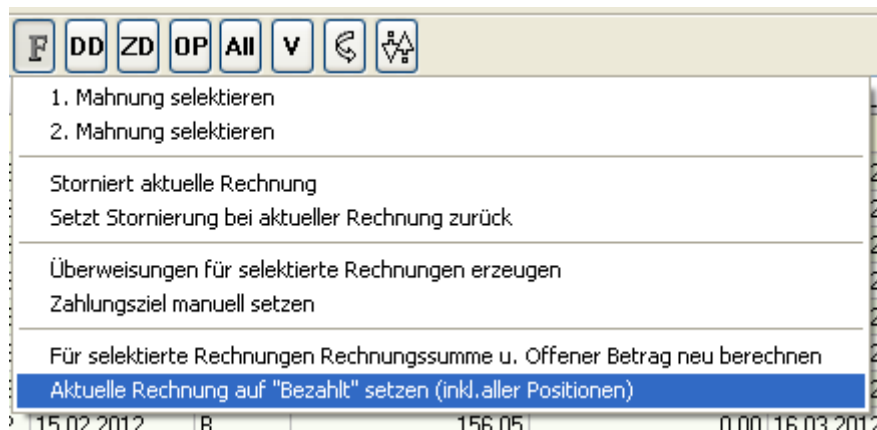 F DD ZD OP All V
1. Mahnung selektieren
2. Mahnung selektieren
Storniert aktuelle Rechnung
Setzt Stornierung bei aktueller Rechnung zurück
Überweisungen für selektierte Rechnungen erzeugen
Zahlungsziel manuell setzen
Für selektierte Rechnungen Rechnungssumme u. Offener Betrag neu berechnen
Aktuelle Rechnung auf "Bezahlt" setzen (inkl.aller Positionen)
15.02.2012 B 156.05 0.00 16.03.2012